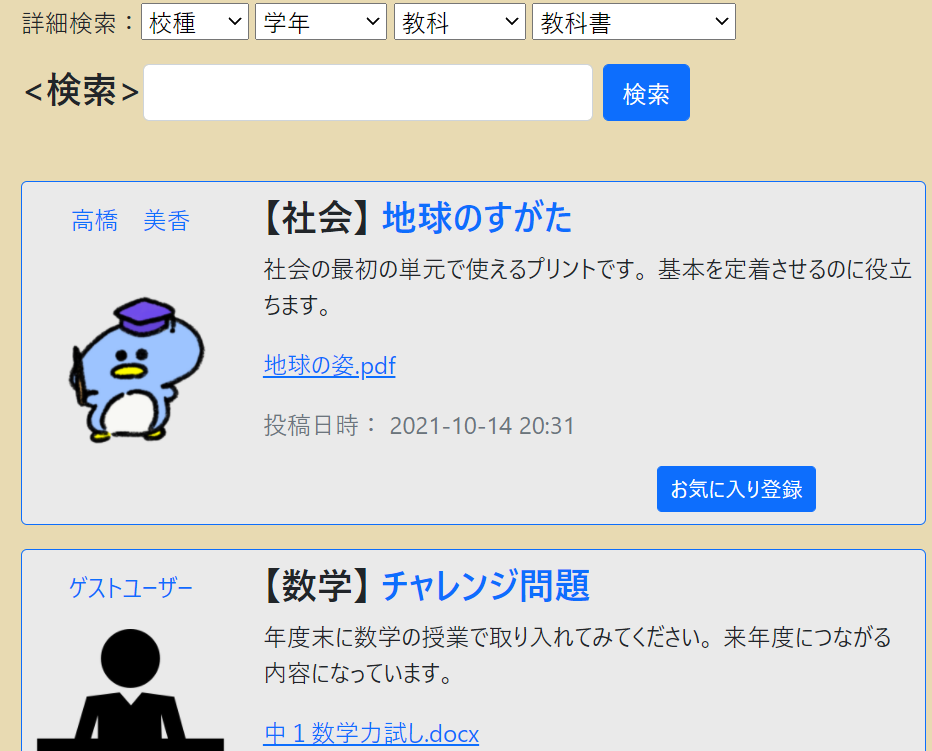 詳細検索： 校種 学年 教科 教科書
<検索> 検索
高橋　美香
【社会】 地球のすがた
社会の最初の単元で使えるプリントです。基本を定着させるのに役立
ちます。
地球の姿.pdf
投稿日時： 2021-10-14 20:31
お気に入り登録
ゲストユーザー
【数学】 チャレンジ問題
年度末に数学の授業で取り入れてみてください。来年度につながる
内容になっています。
中１数学力試し.docx